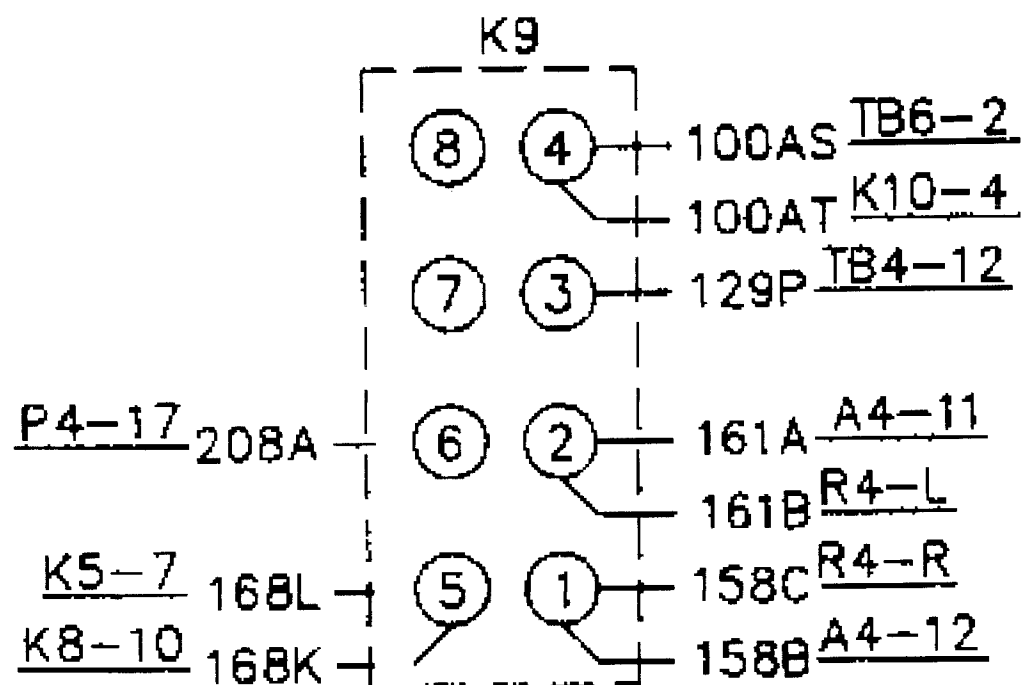 K9
8 4 100AS TB6-2
100AT K10-4
7 3 129P TB4-12
P4-17 208A 6 2 161A A4-11
161B R4-L
K5-7 168L 5 1 158C R4-R
K8-10 168K 158B A4-12